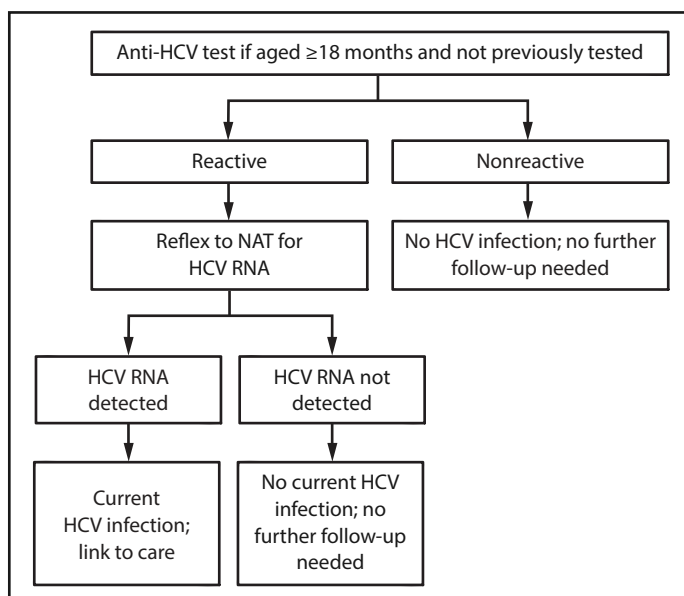 Anti-HCV test if aged ≥18 months and not previously tested
Reactive
Nonreactive
Reflex to NAT for
HCV RNA
No HCV infection; no further
follow-up needed
HCV RNA
detected
HCV RNA not
detected
Current
HCV infection;
link to care
No current HCV
infection; no
further follow-up
needed